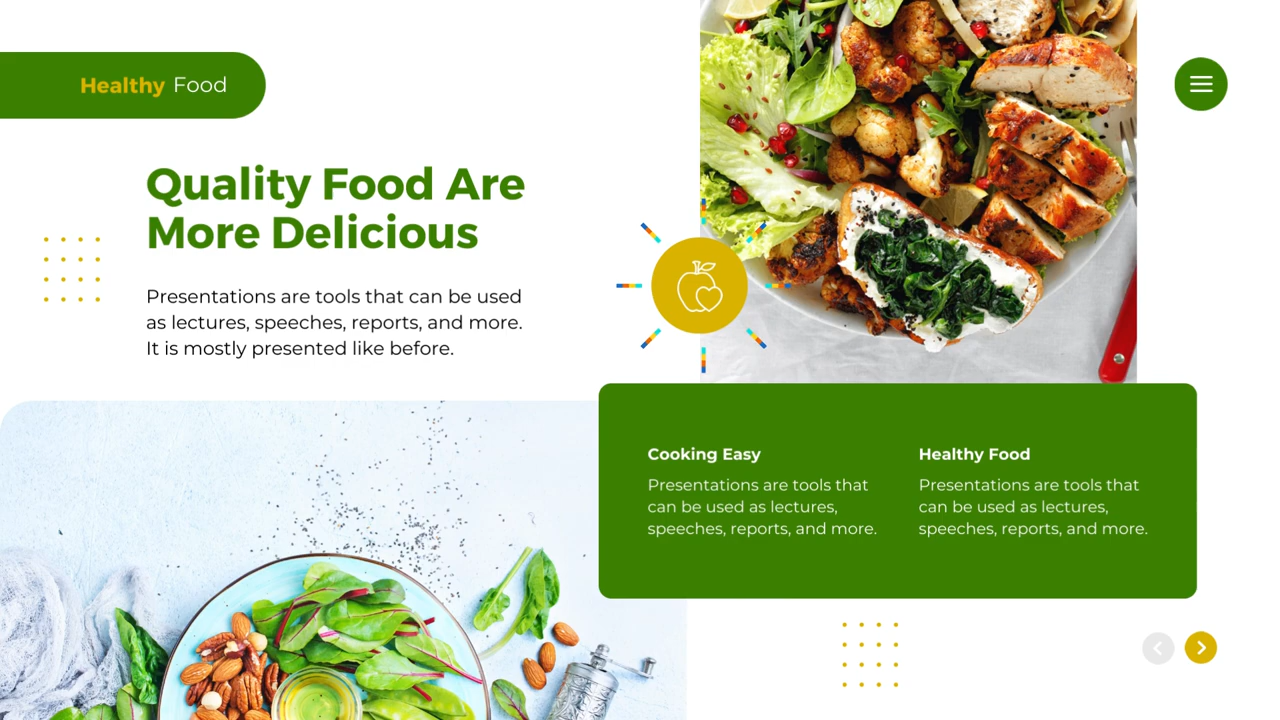 Healthy Food
Quality Food Are
More Delicious
Presentations are tools that can be used
as lectures, speeches, reports, and more.
It is mostly presented like before.
Cooking Easy
Presentations are tools that
can be used as lectures,
speeches, reports, and more.
Healthy Food
Presentations are tools that
can be used as lectures,
speeches, reports, and more.